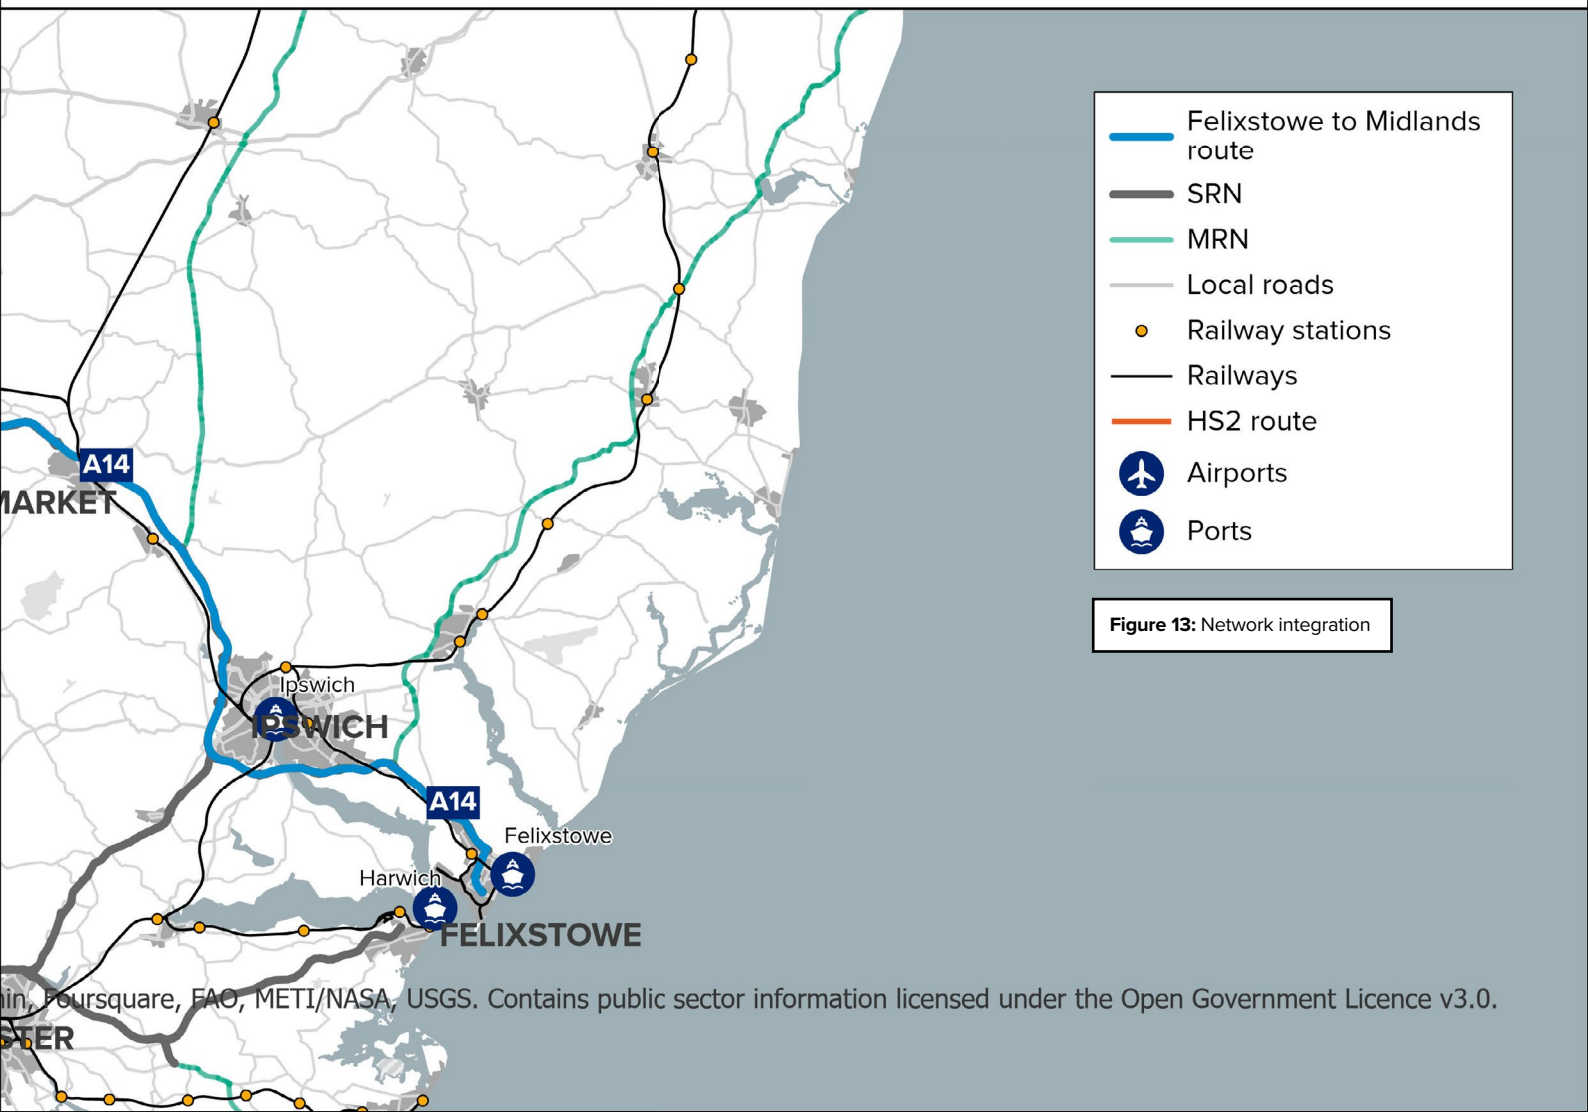 Felixstowe to Midlands
route
SRN
MRN
Local roads
Railway stations
Railways
HS2 route
Airports
Ports
Figure 13: Network integration
A14
MARKET
Ipswich
IPSWICH
A14
Felixstowe
Harwich
FELIXSTOWE
in, Foursquare, FAO, METI/NASA, USGS. Contains public sector information licensed under the Open Government Licence v3.0.
STER